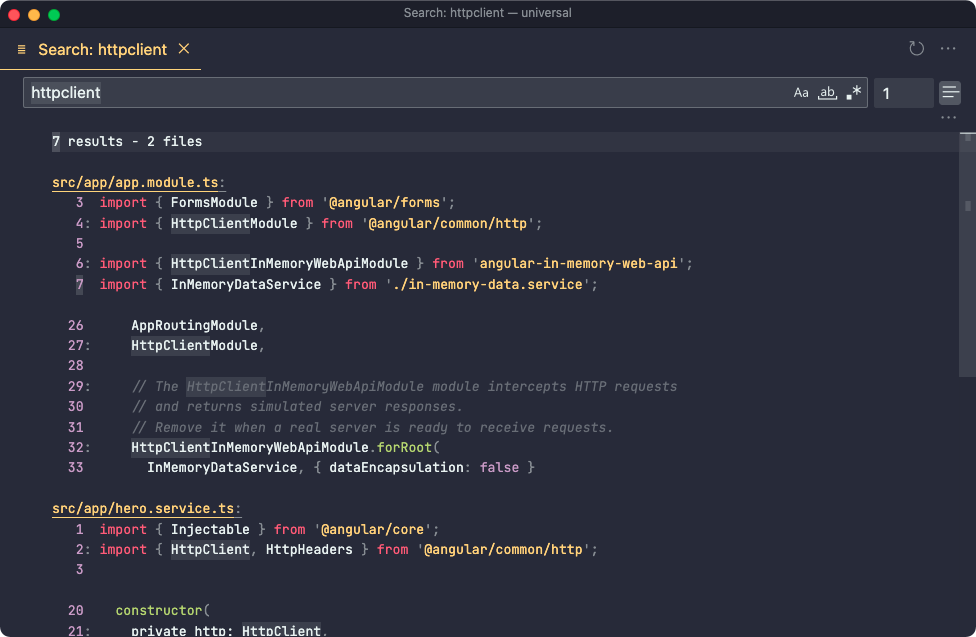 Search: httpclient — universal
Search: httpclient
httpclient Aa ab 1
7 results - 2 files
src/app/app.module.ts:
3 import { FormsModule } from '@angular/forms';
4: import { HttpClientModule } from '@angular/common/http';
5
6: import { HttpClientInMemoryWebApiModule } from 'angular-in-memory-web-api';
7 import { InMemoryDataService } from './in-memory-data.service';
26 AppRoutingModule,
27: HttpClientModule,
28
29: // The HttpClientInMemoryWebApiModule module intercepts HTTP requests
30 // and returns simulated server responses.
31 // Remove it when a real server is ready to receive requests.
32: HttpClientInMemoryWebApiModule.forRoot(
33 InMemoryDataService, { dataEncapsulation: false }
src/app/hero.service.ts:
1 import { Injectable } from '@angular/core';
2: import { HttpClient, HttpHeaders } from '@angular/common/http';
3
20 constructor(
21: private http: HttpClient,